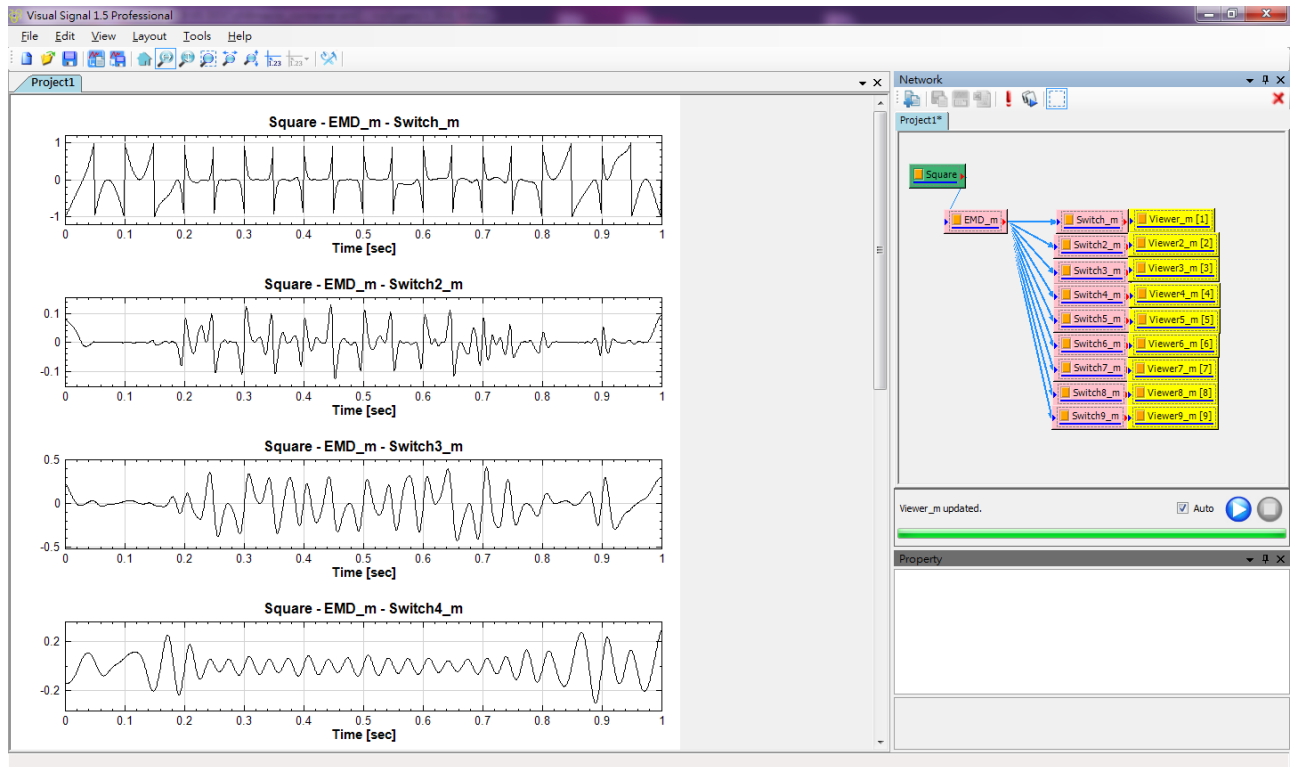 Visual Signal 1.5 Professional
File Edit View Layout Tools Help
Project1
Square - EMD_m - Switch_m
1
0
-1
0 0.1 0.2 0.3 0.4 0.5 0.6 0.7 0.8 0.9 1
Time [sec]
Square - EMD_m - Switch2_m
0.1
0
-0.1
0 0.1 0.2 0.3 0.4 0.5 0.6 0.7 0.8 0.9 1
Time [sec]
Square - EMD_m - Switch3_m
0.5
0
-0.5
0 0.1 0.2 0.3 0.4 0.5 0.6 0.7 0.8 0.9 1
Time [sec]
Square - EMD_m - Switch4_m
0.2
-0.2
0 0.1 0.2 0.3 0.4 0.5 0.6 0.7 0.8 0.9 1
Time [sec]
Network
Project1*
Square
EMD_m Switch_m Viewer_m [1]
Switch2_m Viewer2_m [2]
Switch3_m Viewer3_m [3]
Switch4_m Viewer4_m [4]
Switch5_m Viewer5_m [5]
Switch6_m Viewer6_m [6]
Switch7_m Viewer7_m [7]
Switch8_m Viewer8_m [8]
Switch9_m Viewer9_m [9]
Viewer_m updated. Auto
Property